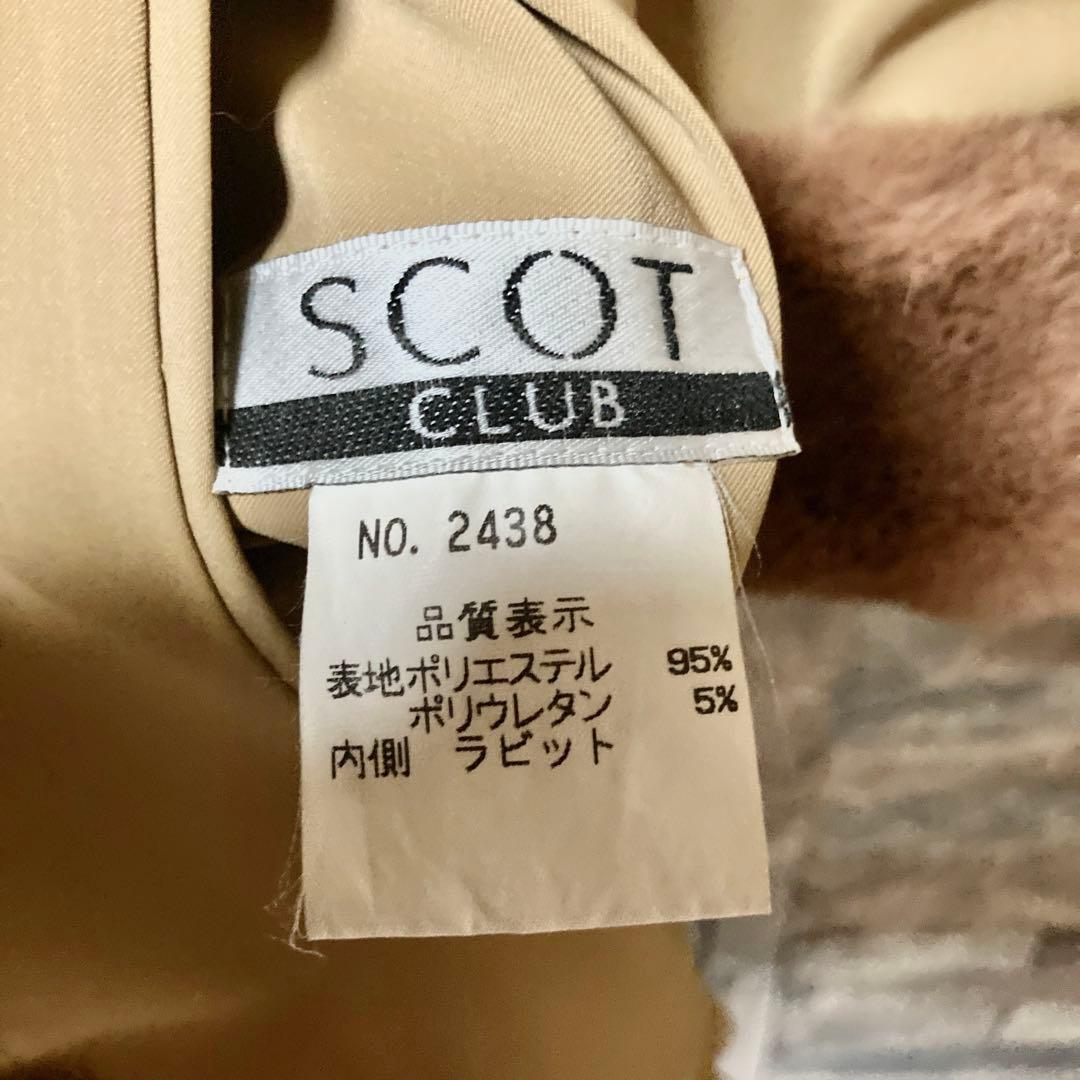 SCOT
CLUB
NO. 2438
品質表示
表地ポリエステル 95%
ポリウレタン 5%
内側 ラビット